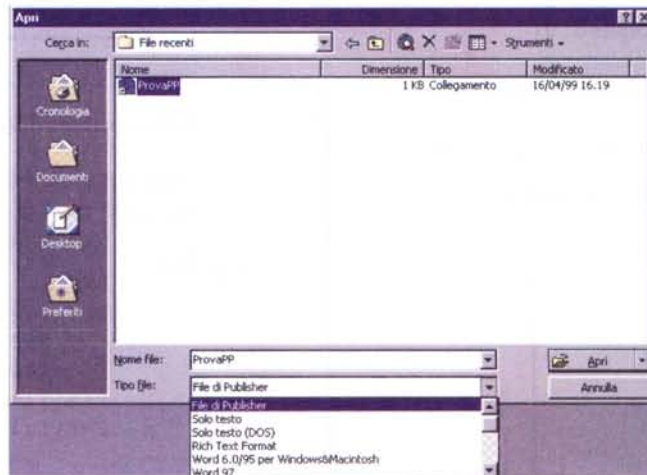 Apri
Cerca in: File recenti Strumenti
Nome Dimensione Tipo Modificato
ProvaPP 1 KB Collegamento 16/04/99 16.19
Cronologia
Documenti
Desktop
Preferiti
Nome file: ProvaPP Apri
Tipo file: File di Publisher Annulla
File di Publisher
Solo testo
Solo testo (DOS)
Rich Text Format
Word 6.0/95 per Windows&Macintosh
Word 97